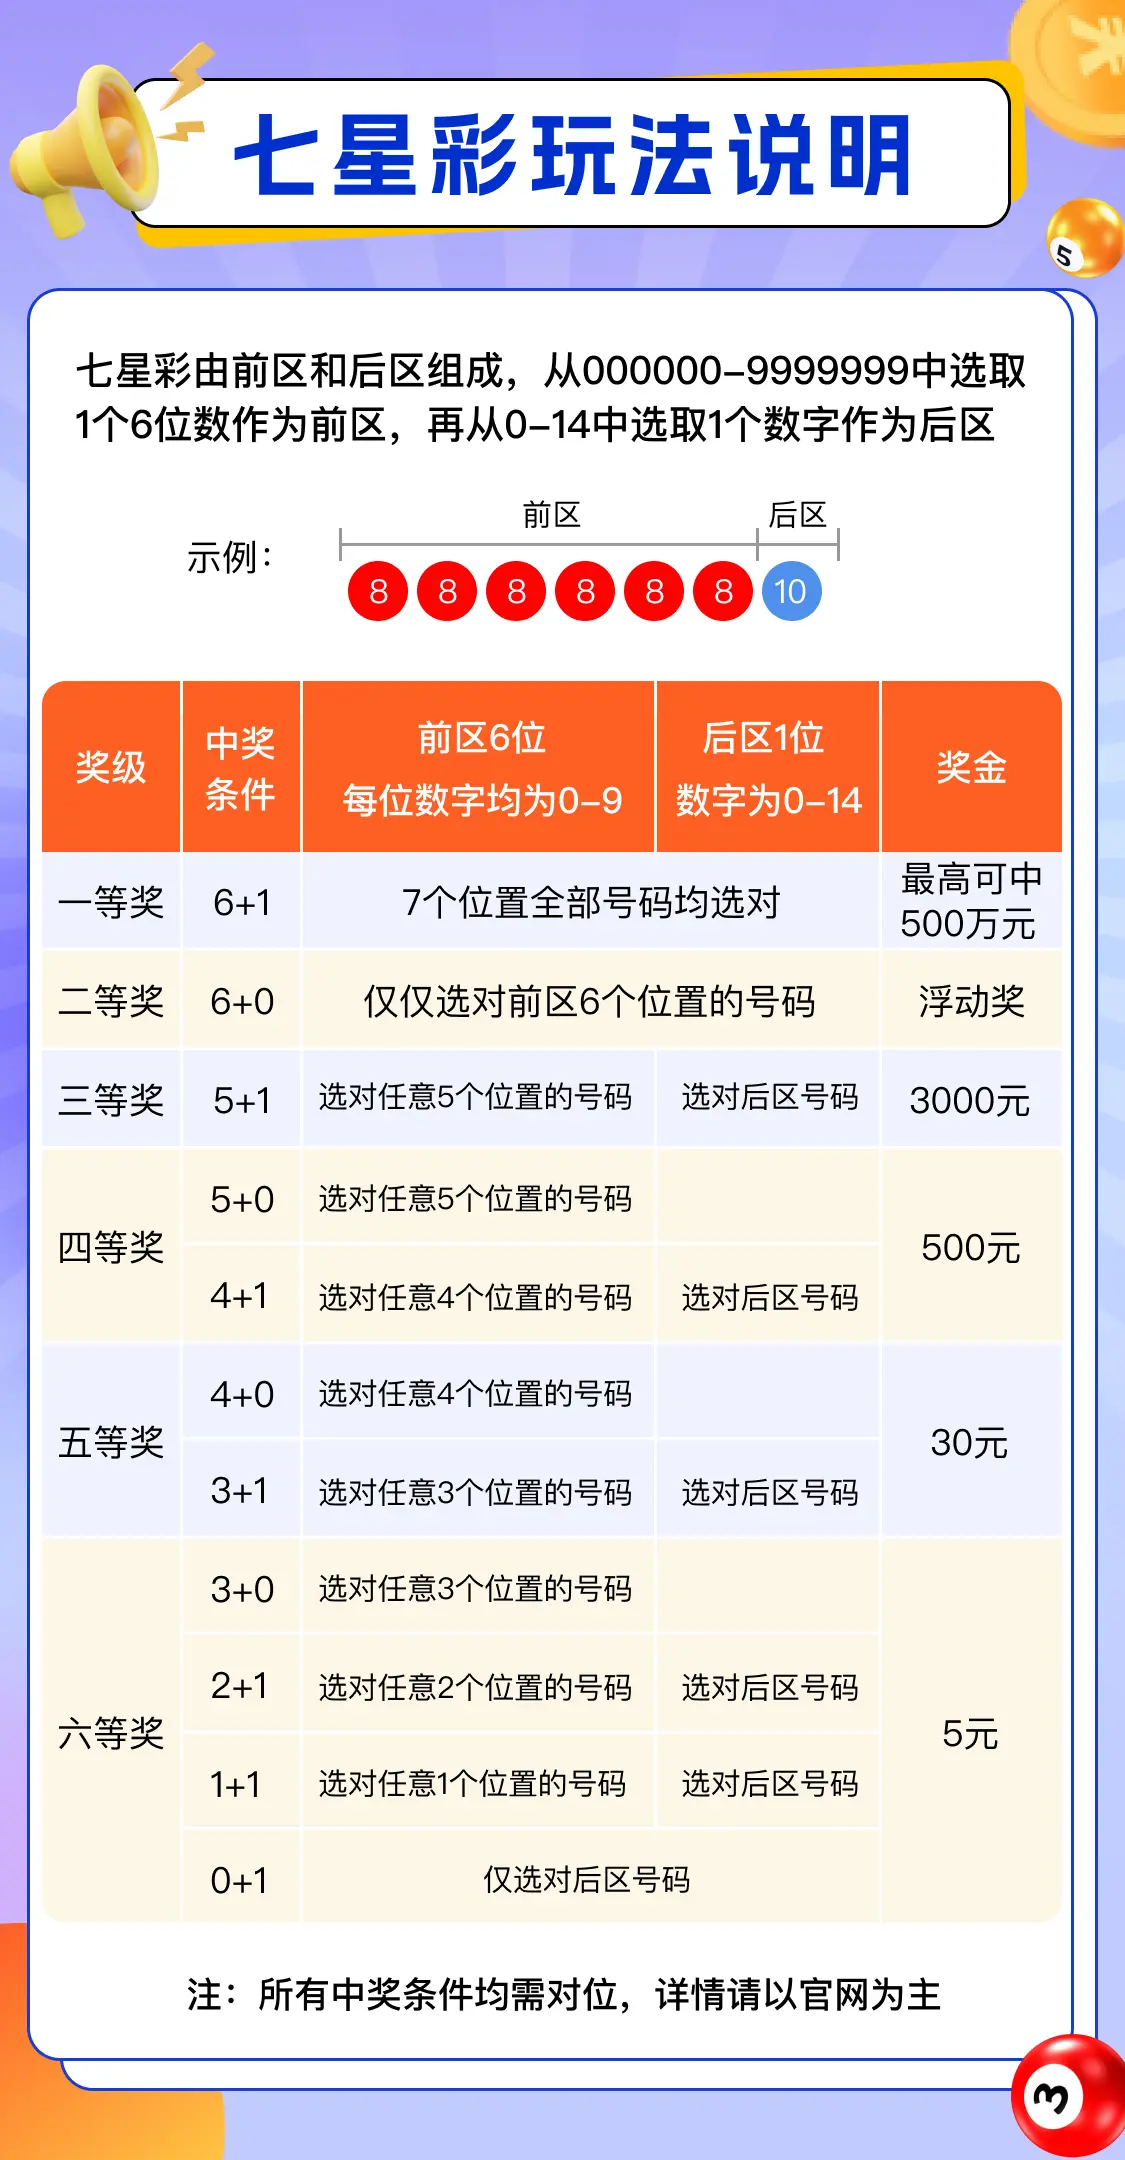 七星彩玩法说明
5
七星彩由前区和后区组成，从000000-9999999中选取
1个6位数作为前区，再从0-14中选取1个数字作为后区
前区 后区
示例：
8 8 8 8 8 8 10
奖级 中奖条件 前区6位 每位数字均为0-9 后区1位 数字为0-14 奖金
一等奖 6+1 7个位置全部号码均选对 最高可中500万元
二等奖 6+0 仅仅选对前区6个位置的号码 浮动奖
三等奖 5+1 选对任意5个位置的号码 选对后区号码 3000元
四等奖 5+0 选对任意5个位置的号码 500元
4+1 选对任意4个位置的号码 选对后区号码
五等奖 4+0 选对任意4个位置的号码 30元
3+1 选对任意3个位置的号码 选对后区号码
六等奖 3+0 选对任意3个位置的号码 5元
2+1 选对任意2个位置的号码 选对后区号码
1+1 选对任意1个位置的号码 选对后区号码
0+1 仅选对后区号码
注：所有中奖条件均需对位，详情请以官网为主
3